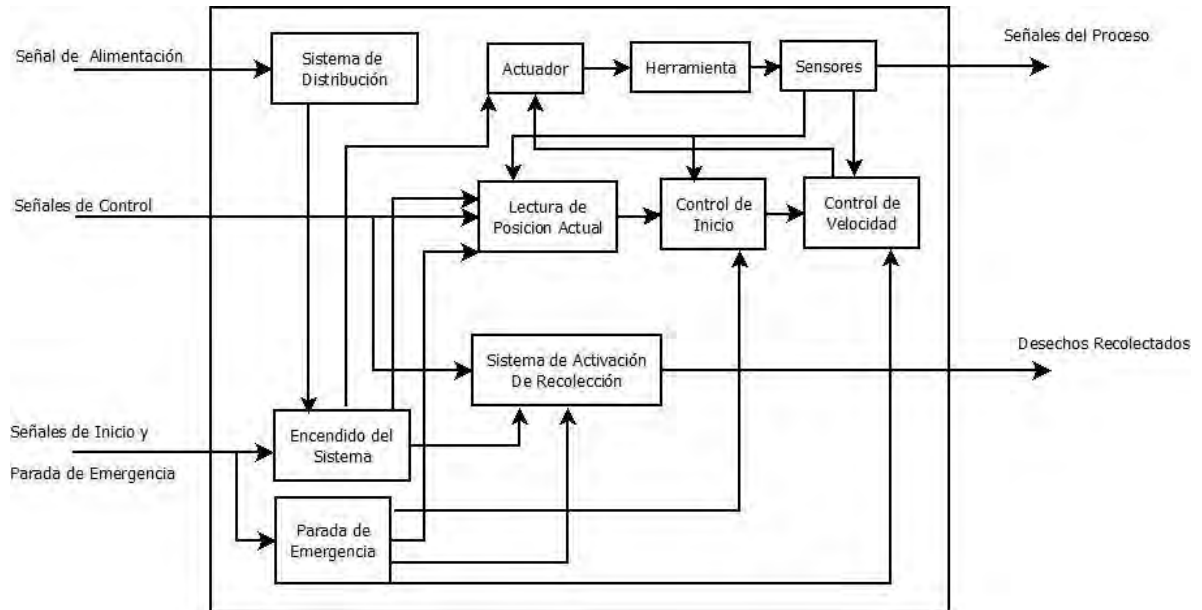 Señal de Alimentación
Sistema de
Distribución
Actuador
Herramienta
Sensores
Señales del Proceso
Señales de Control
Lectura de
Posicion Actual
Control de
Inicio
Control de
Velocidad
Sistema de Activación
De Recolección
Desechos Recolectados
Señales de Inicio y
Parada de Emergencia
Encendido del
Sistema
Parada de
Emergencia